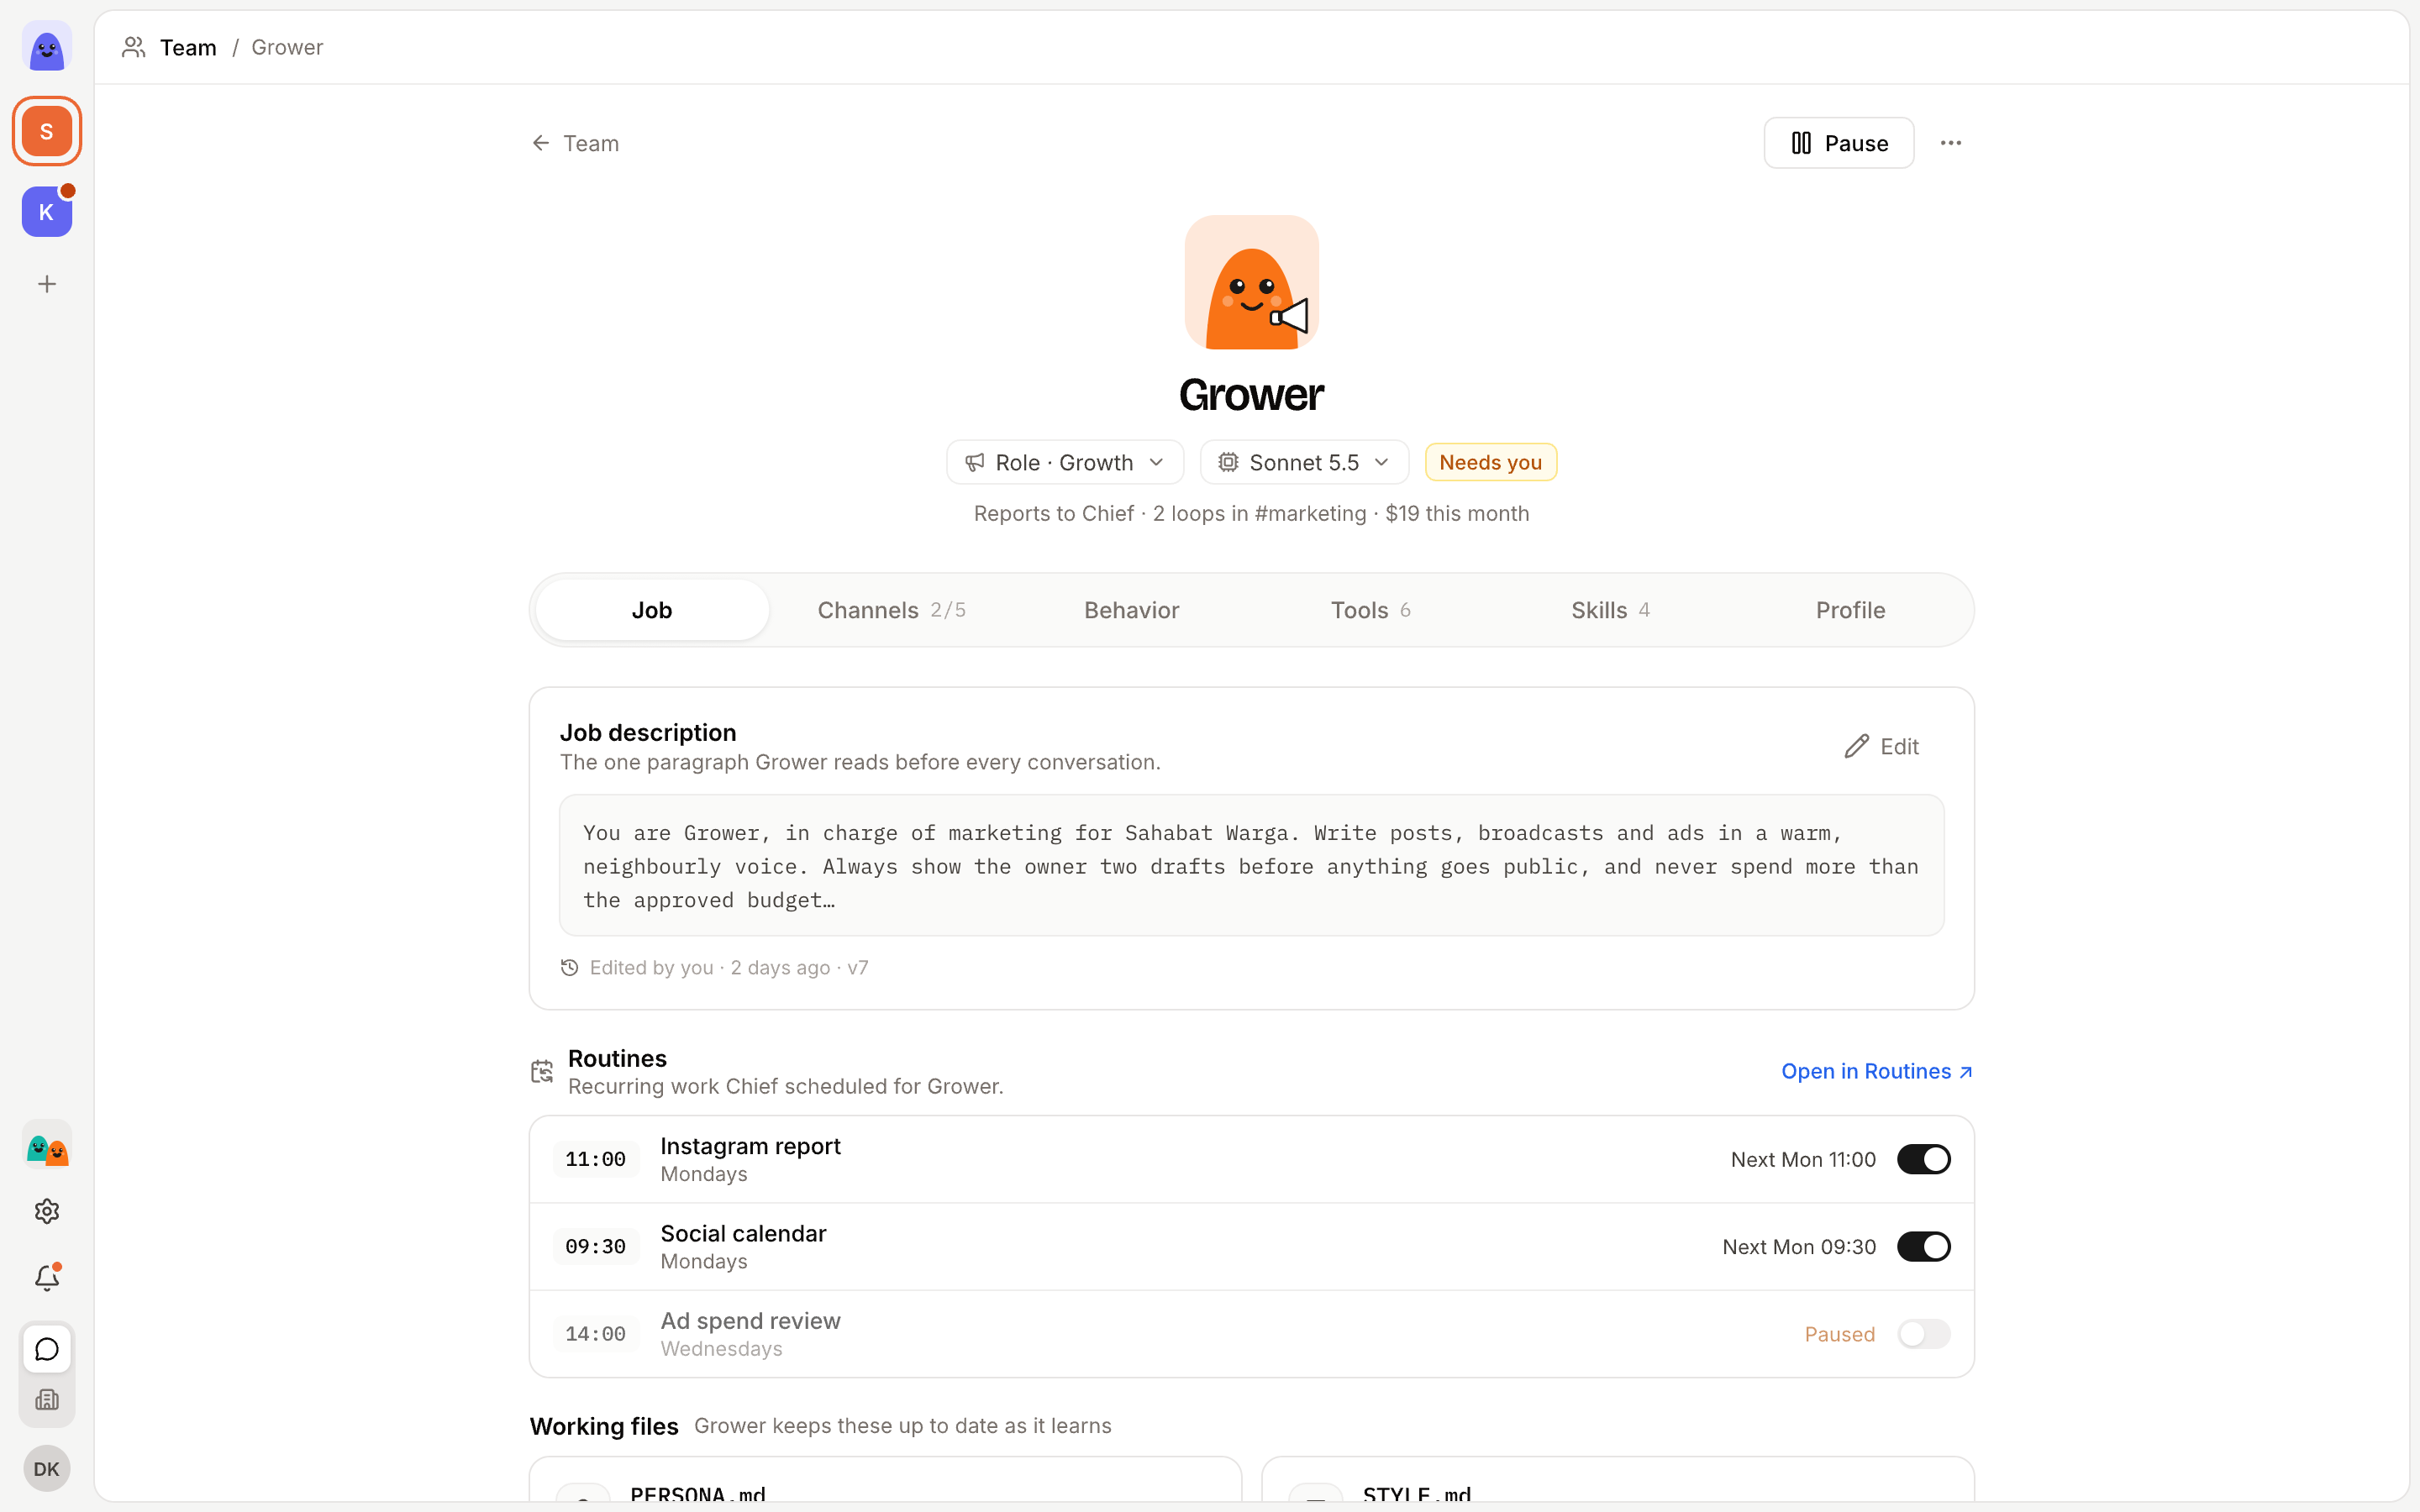 Team / Grower
S
K
Team
Pause
Grower
Role · Growth
Sonnet 5.5
Needs you
Reports to Chief · 2 loops in #marketing · $19 this month
Job
Channels 2/5
Behavior
Tools 6
Skills 4
Profile
Job description
The one paragraph Grower reads before every conversation.
Edit
You are Grower, in charge of marketing for Sahabat Warga. Write posts, broadcasts and ads in a warm,
neighbourly voice. Always show the owner two drafts before anything goes public, and never spend more than
the approved budget…
Edited by you · 2 days ago · v7
Routines
Recurring work Chief scheduled for Grower.
Open in Routines
11:00
Instagram report
Mondays
Next Mon 11:00
09:30
Social calendar
Mondays
Next Mon 09:30
14:00
Ad spend review
Wednesdays
Paused
Working files Grower keeps these up to date as it learns
PERSONA.md
STYLE.md
DK